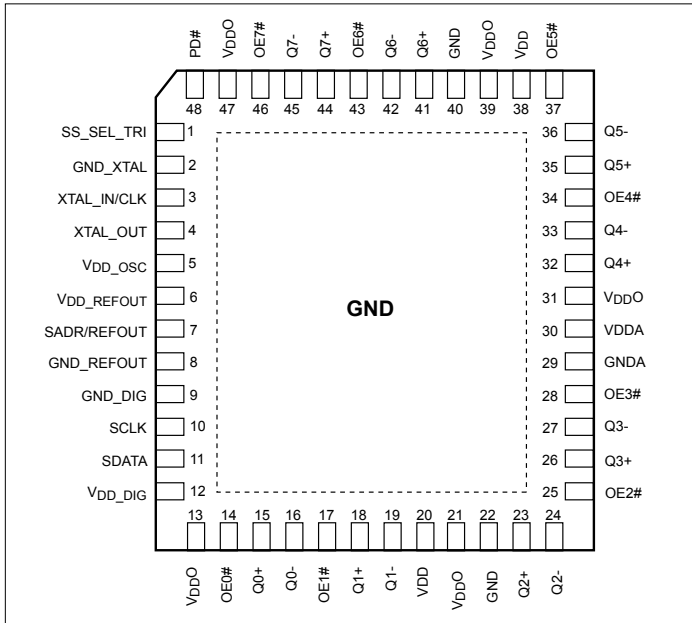 PD#
VDDO
OE7#
Q7-
Q7+
OE6#
Q6-
Q6+
GND
VDDO
VDD
OE5#
48
47
46
45
44
43
42
41
40
39
38
37
SS_SEL_TRI 1
GND_XTAL 2
XTAL_IN/CLK 3
XTAL_OUT 4
VDD_OSC 5
VDD_REFOUT 6
SADR/REFOUT 7
GND_REFOUT 8
GND_DIG 9
SCLK 10
SDATA 11
VDD_DIG 12
GND
36 Q5-
35 Q5+
34 OE4#
33 Q4-
32 Q4+
31 VDDO
30 VDDA
29 GNDA
28 OE3#
27 Q3-
26 Q3+
25 OE2#
13
14
15
16
17
18
19
20
21
22
23
24
VDDO
OE0#
Q0+
Q0-
OE1#
Q1+
Q1-
VDD
VDDO
GND
Q2+
Q2-